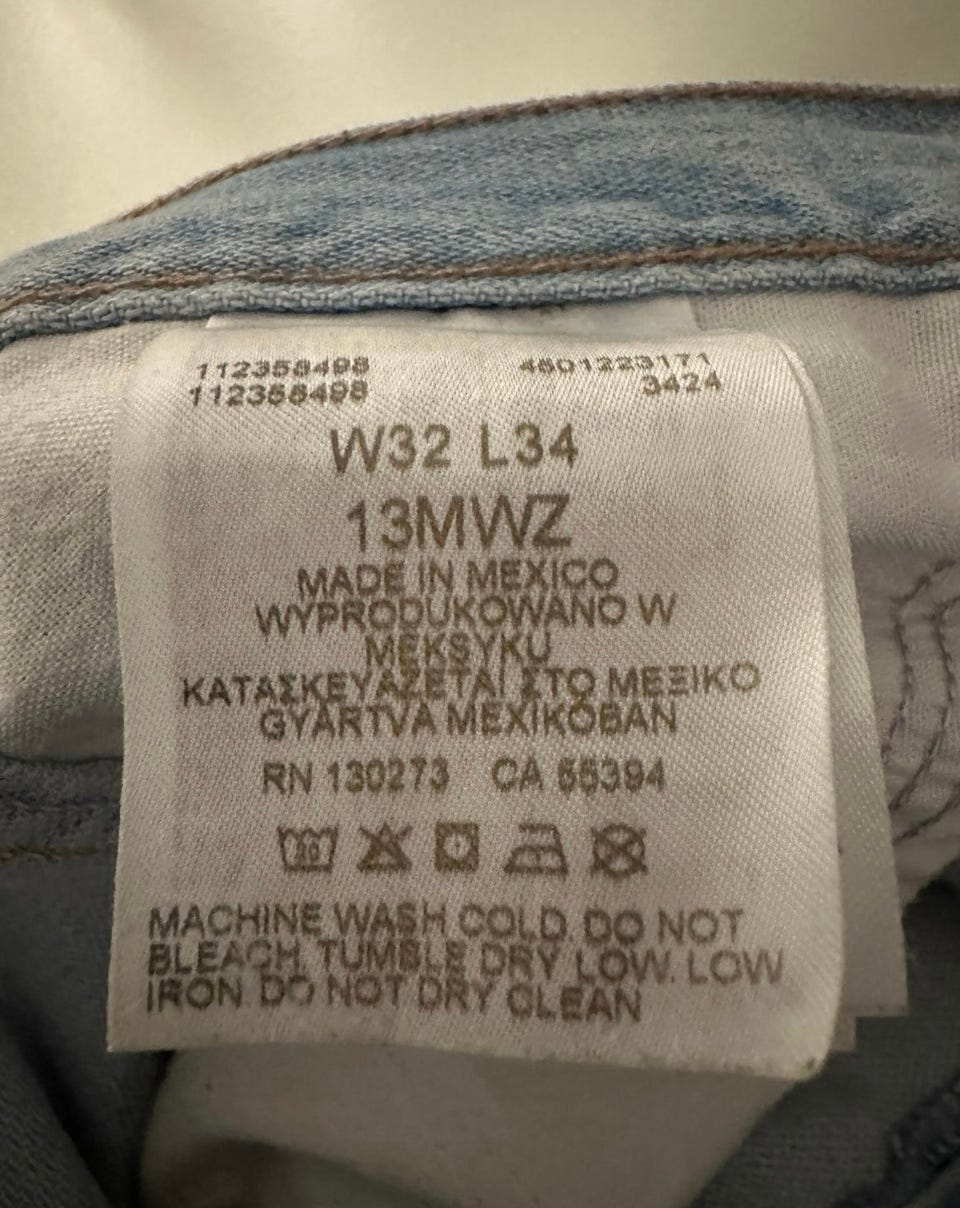 112358498 4601223171
112358498 3424
W32 L34
13MWZ
MADE IN MEXICO
WYPRODUKOWANO W
MEKSYKU
ΚΑΤΑΣΚΕΥΑΖΕΤΑΙ ΣΤΟ ΜΕΞΙΚΟ
GYÁRTVA MEXIKÓBAN
RN 130273 CA 55394
30
MACHINE WASH COLD. DO NOT
BLEACH. TUMBLE DRY LOW. LOW
IRON. DO NOT DRY CLEAN